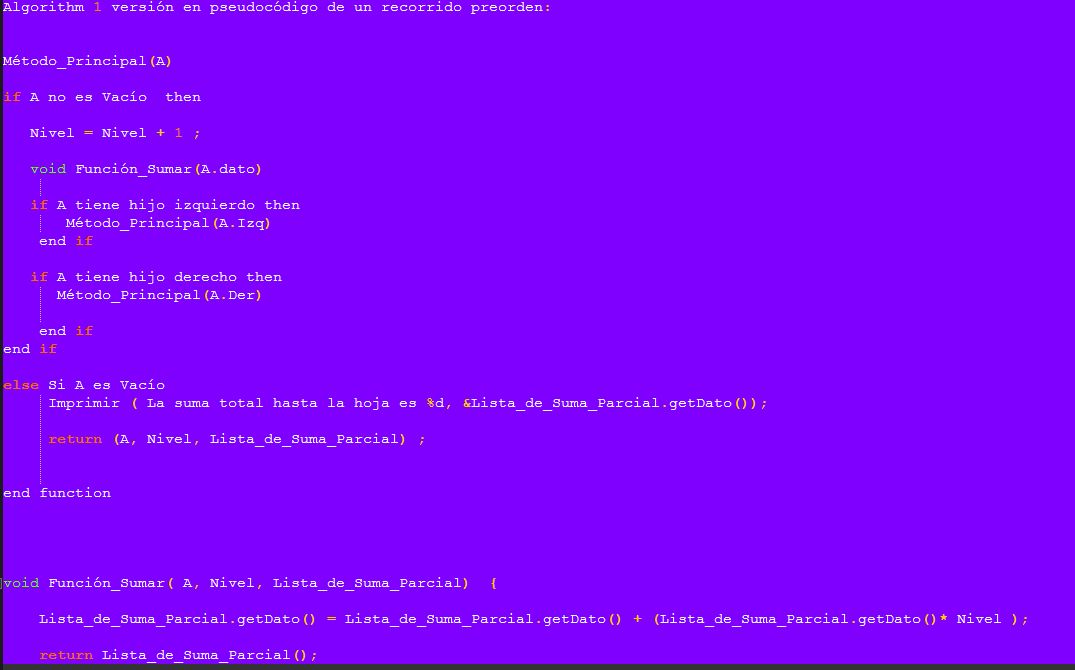 Algorithm 1 versión en pseudocódigo de un recorrido preorden:
Método_Principal(A)
if A no es Vacío  then
Nivel = Nivel + 1 ;
void Función_Sumar(A.dato)
if A tiene hijo izquierdo then
Método_Principal(A.Izq)
end if
if A tiene hijo derecho then
Método_Principal(A.Der)
end if
end if
else Si A es Vacío
Imprimir ( La suma total hasta la hoja es %d, &Lista_de_Suma_Parcial.getDato());
return (A, Nivel, Lista_de_Suma_Parcial) ;
end function
void Función_Sumar( A, Nivel, Lista_de_Suma_Parcial)  {
Lista_de_Suma_Parcial.getDato() = Lista_de_Suma_Parcial.getDato() + (Lista_de_Suma_Parcial.getDato()* Nivel );
return Lista_de_Suma_Parcial();